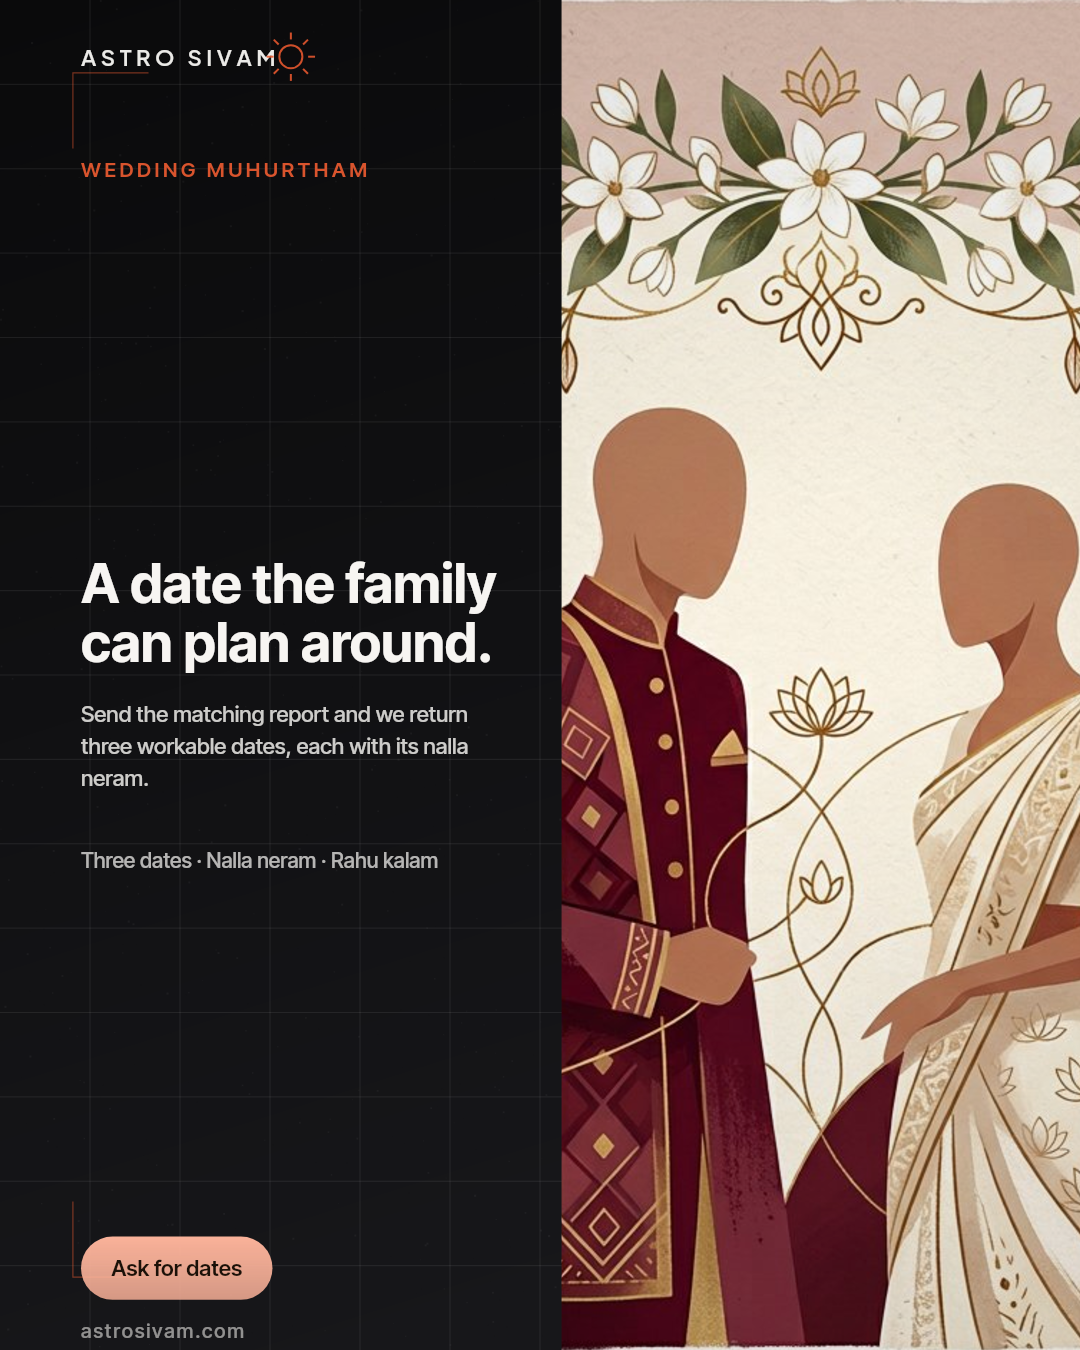 ASTRO SIVAM
WEDDING MUHURTHAM
A date the family
can plan around.
Send the matching report and we return
three workable dates, each with its nalla
neram.
Three dates · Nalla neram · Rahu kalam
Ask for dates
astrosivam.com